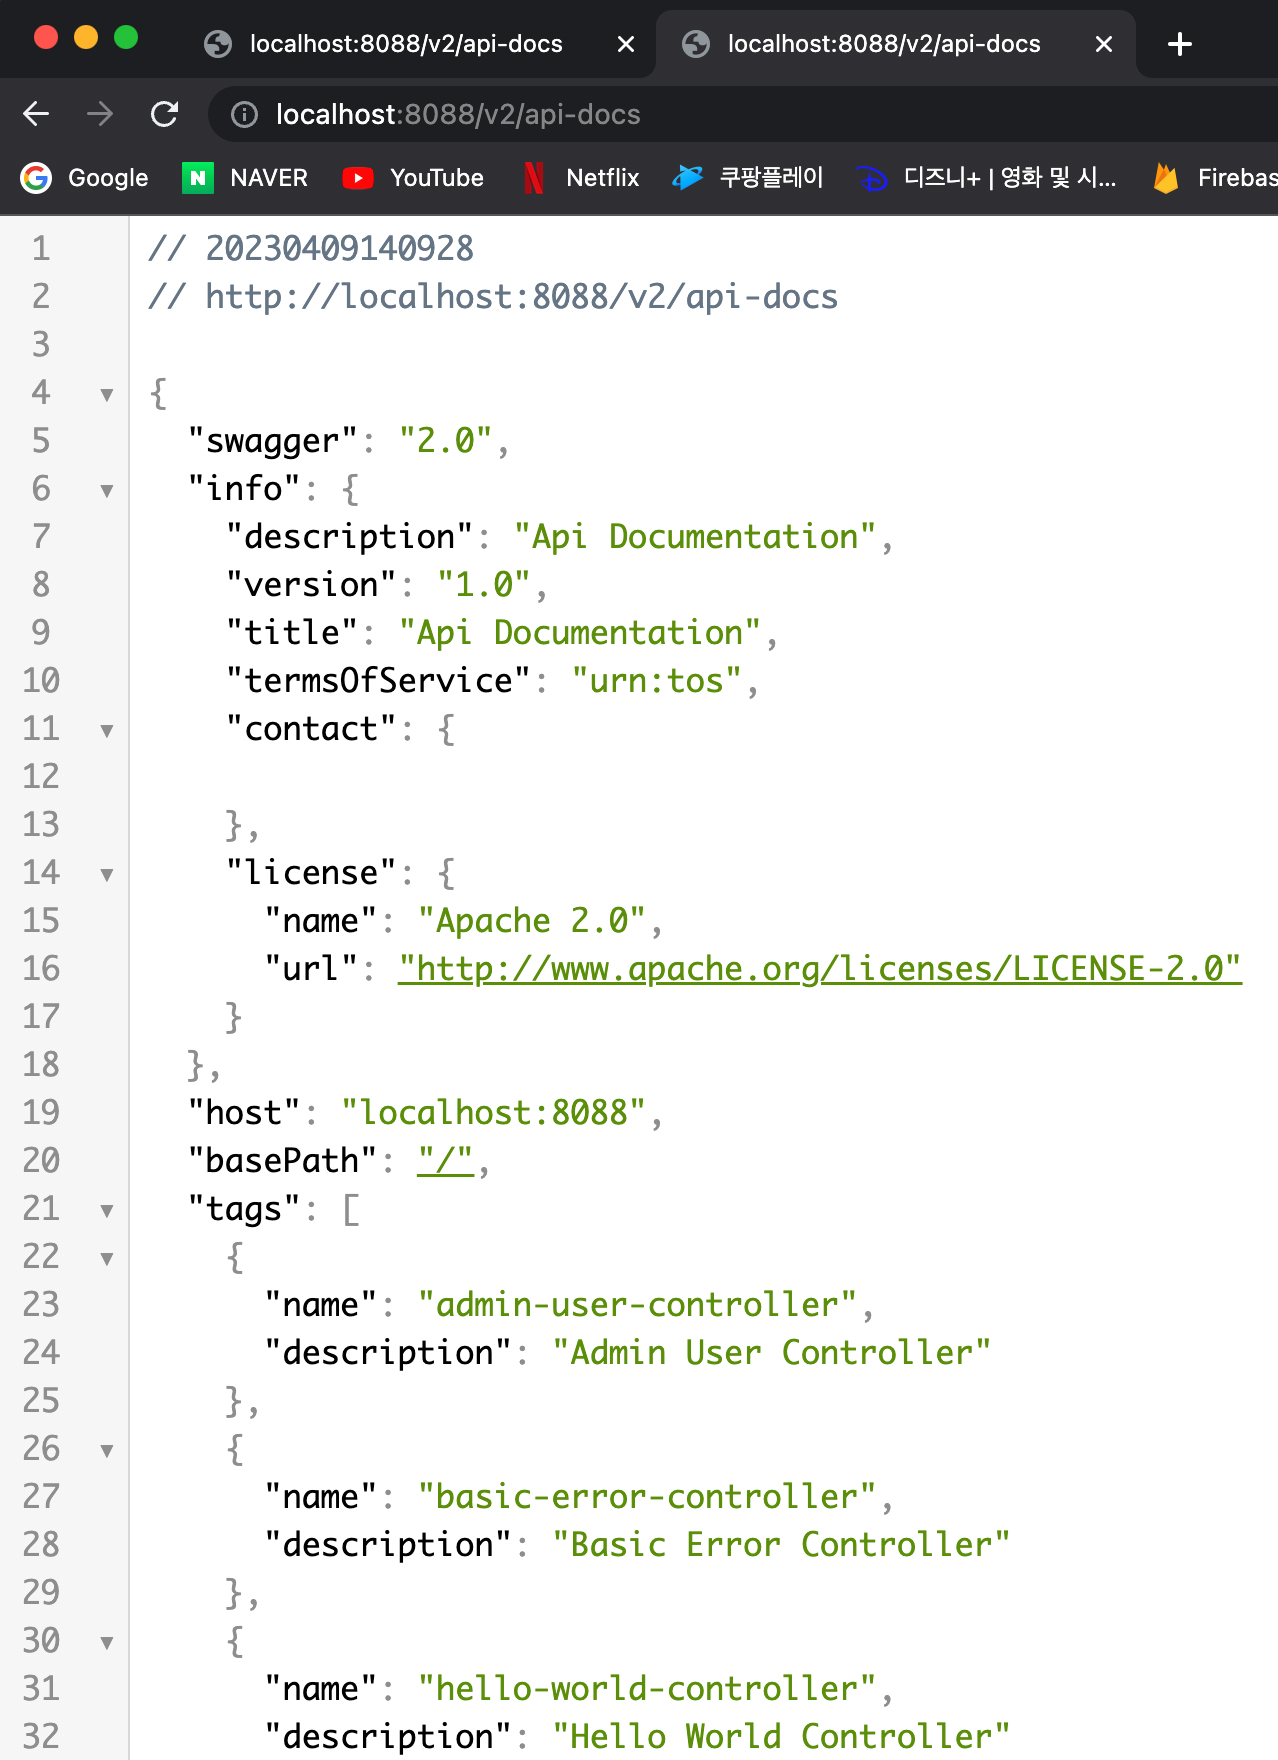 localhost:8088/v2/api-docs
localhost:8088/v2/api-docs
localhost:8088/v2/api-docs
Google NAVER YouTube Netflix 쿠팡플레이 디즈니+ | 영화 및 시... Firebas
1 // 20230409140928
2 // http://localhost:8088/v2/api-docs
3
4 {
5 "swagger": "2.0",
6 "info": {
7 "description": "Api Documentation",
8 "version": "1.0",
9 "title": "Api Documentation",
10 "termsOfService": "urn:tos",
11 "contact": {
12
13 },
14 "license": {
15 "name": "Apache 2.0",
16 "url": "http://www.apache.org/licenses/LICENSE-2.0"
17 }
18 },
19 "host": "localhost:8088",
20 "basePath": "/",
21 "tags": [
22 {
23 "name": "admin-user-controller",
24 "description": "Admin User Controller"
25 },
26 {
27 "name": "basic-error-controller",
28 "description": "Basic Error Controller"
29 },
30 {
31 "name": "hello-world-controller",
32 "description": "Hello World Controller"